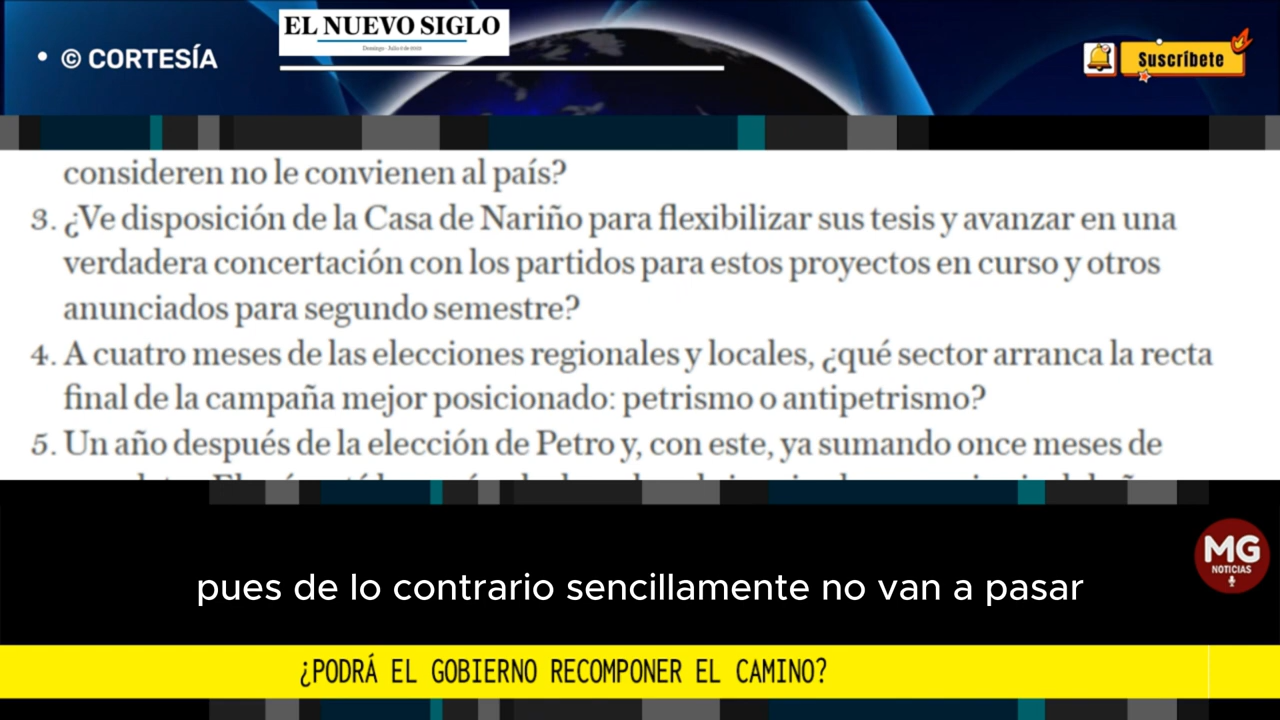 • © CORTESÍA
EL NUEVO SIGLO
Suscríbete
consideren no le convienen al país?
3. ¿Ve disposición de la Casa de Nariño para flexibilizar sus tesis y avanzar en una
verdadera concertación con los partidos para estos proyectos en curso y otros
anunciados para segundo semestre?
4. A cuatro meses de las elecciones regionales y locales, ¿qué sector arranca la recta
final de la campaña mejor posicionado: petrismo o antipetrismo?
5. Un año después de la elección de Petro y, con este, ya sumando once meses de
MG
NOTICIAS
pues de lo contrario sencillamente no van a pasar
¿PODRÁ EL GOBIERNO RECOMPONER EL CAMINO?